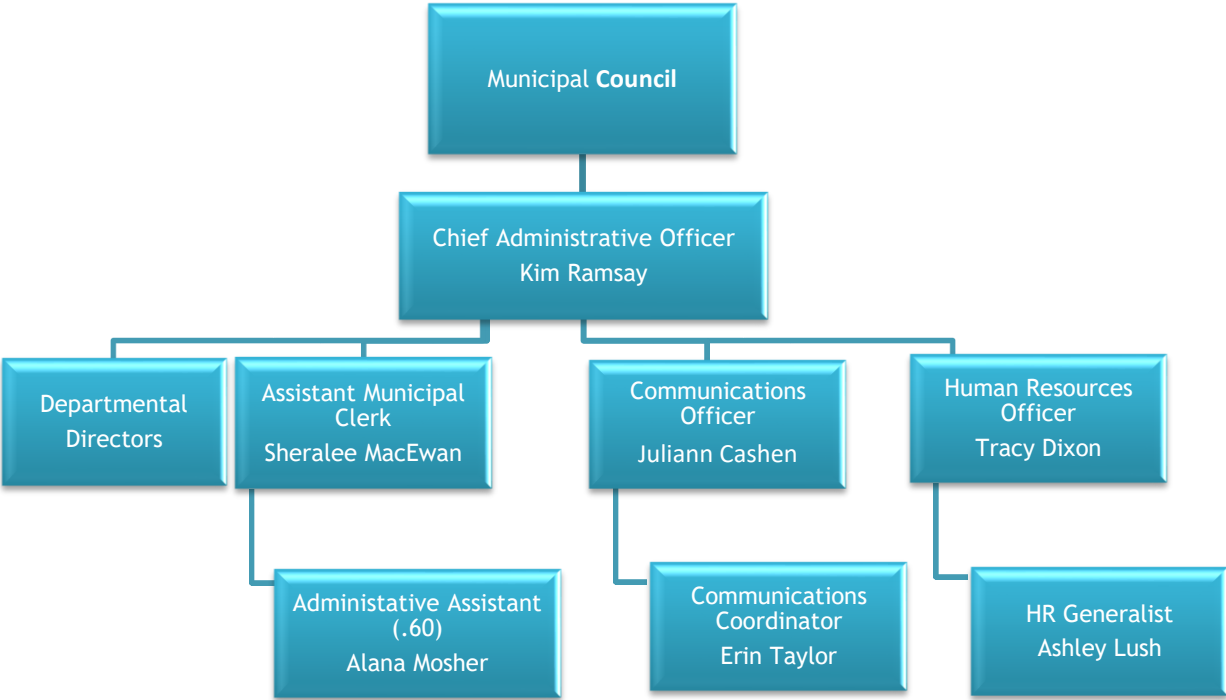 Municipal Council
Chief Administrative Officer
Kim Ramsay
Departmental
Directors
Assistant Municipal
Clerk
Sheralee MacEwan
Communications
Officer
Juliann Cashen
Human Resources
Officer
Tracy Dixon
Administative Assistant
(.60)
Alana Mosher
Communications
Coordinator
Erin Taylor
HR Generalist
Ashley Lush